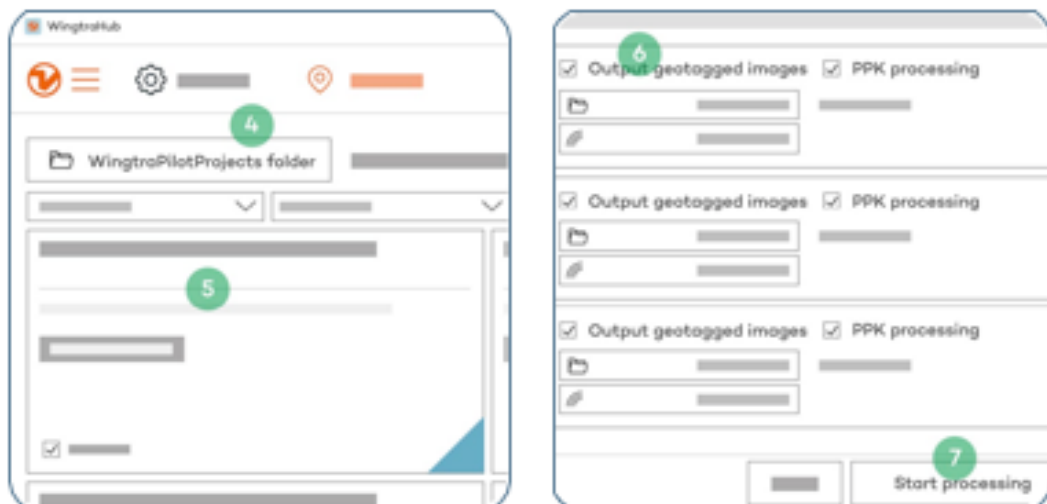 WingtraHub
4
WingtraPilotProjects folder
5
6
Output geotagged images PPK processing
Output geotagged images PPK processing
Output geotagged images PPK processing
7
Start processing